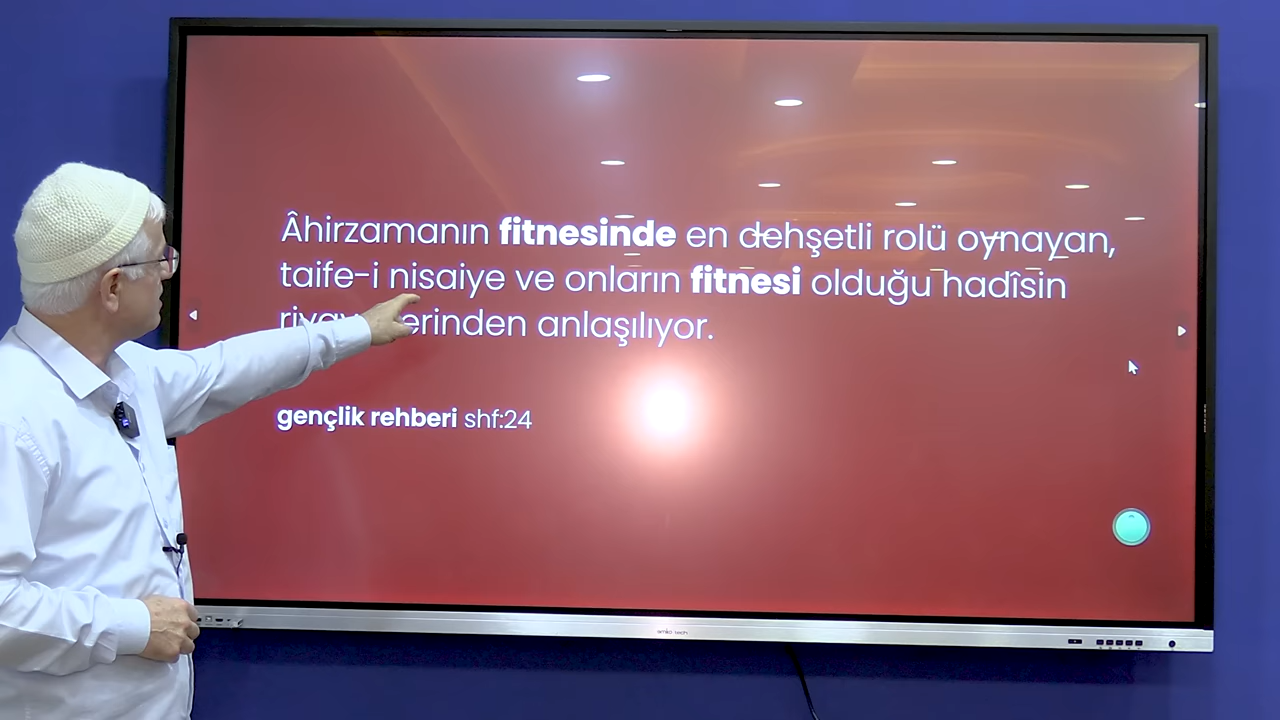 Âhirzamanın fitnesinde en dehşetli rolü oynayan,
taife-i nisaiye ve onların fitnesi olduğu hadîsin
anlaşılıyor.
gençlik rehberi shf:24